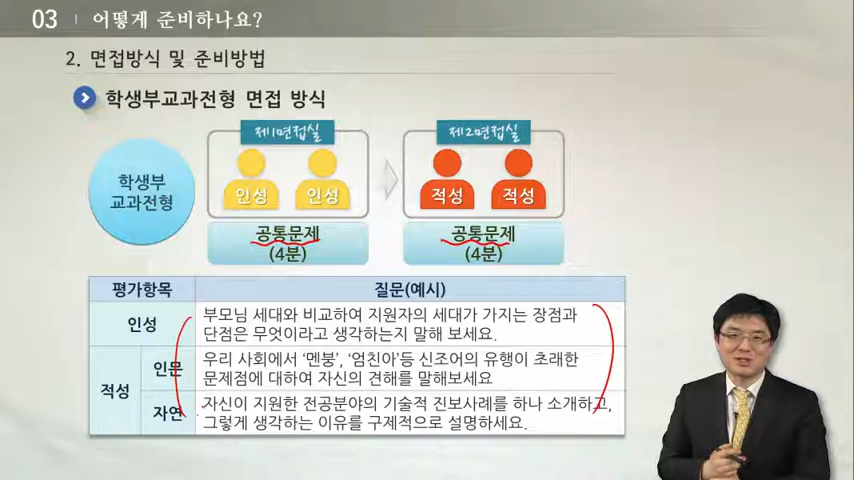 03 | 어떻게 준비하나요?
2. 면접방식 및 준비방법
학생부교과전형 면접 방식
학생부
교과전형
제1면접실
인성 인성
공통문제
(4분)
제2면접실
적성 적성
공통문제
(4분)
평가항목 질문(예시)
인성
부모님 세대와 비교하여 지원자의 세대가 가지는 장점과
단점은 무엇이라고 생각하는지 말해 보세요.
적성
인문
우리 사회에서 ‘멘붕’, ‘엄친아’등 신조어의 유행이 초래한
문제점에 대하여 자신의 견해를 말해보세요
자연
자신이 지원한 전공분야의 기술적 진보사례를 하나 소개하고,
그렇게 생각하는 이유를 구제적으로 설명하세요.